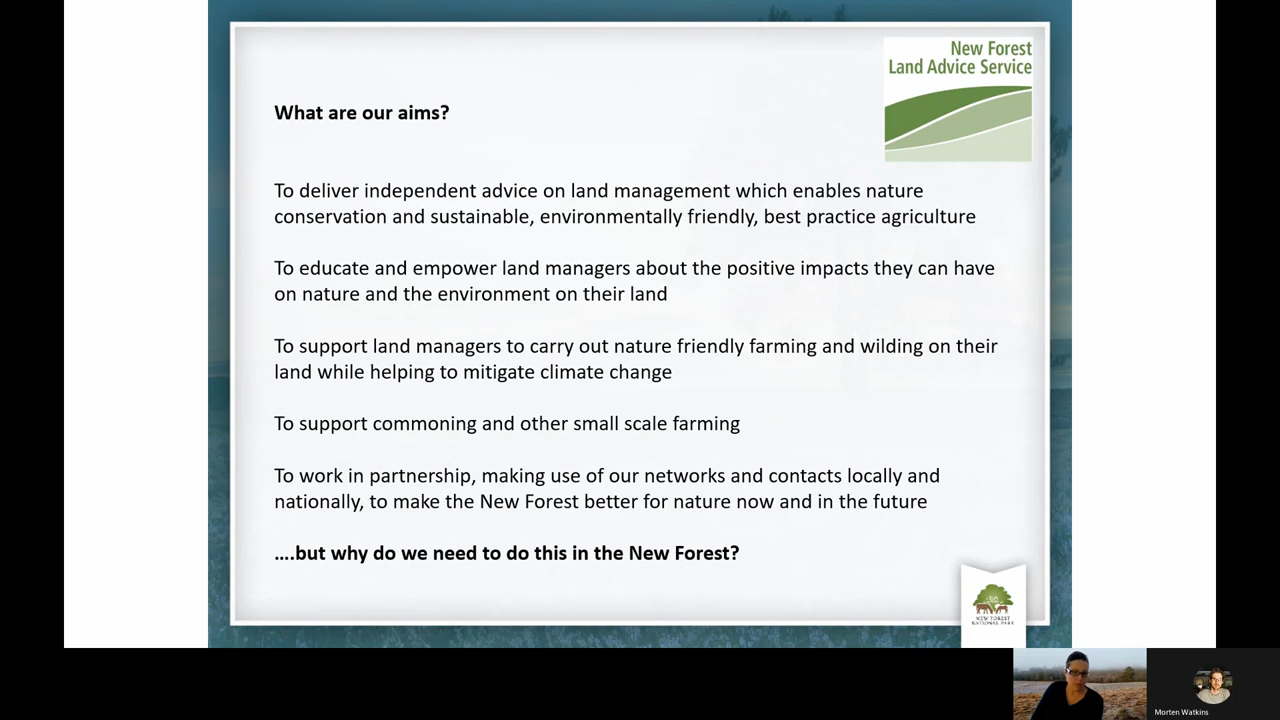 New Forest
Land Advice Service
What are our aims?
To deliver independent advice on land management which enables nature
conservation and sustainable, environmentally friendly, best practice agriculture
To educate and empower land managers about the positive impacts they can have
on nature and the environment on their land
To support land managers to carry out nature friendly farming and wilding on their
land while helping to mitigate climate change
To support commoning and other small scale farming
To work in partnership, making use of our networks and contacts locally and
nationally, to make the New Forest better for nature now and in the future
....but why do we need to do this in the New Forest?
NEW FOREST
NATIONAL PARK
Morten Watkins